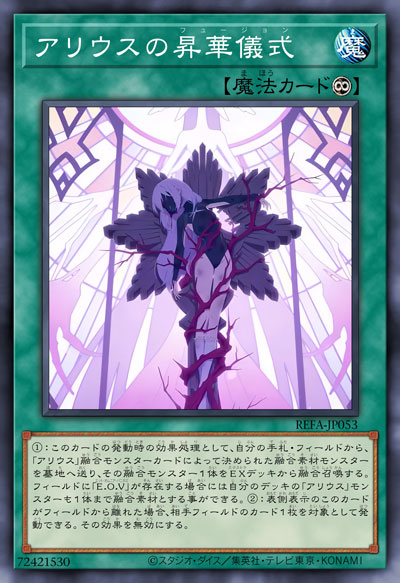 アリウスの昇華儀式
フュージョン
魔
【魔法カード】
まほう
REFA-JP053
①:このカードの発動時の効果処理として、自分の手札・フィールドから、
「アリウス」融合モンスターカードによって決められた融合素材モンスター
を墓地へ送り、その融合モンスター1体をEXデッキから融合召喚する。
フィールドに「E.O.V」が存在する場合には自分のデッキの「アリウス」モン
スターも1体まで融合素材とする事ができる。②:表側表示のこのカード
がフィールドから離れた場合、相手フィールドのカード1枚を対象として発
動できる。その効果を無効にする。
72421530
©スタジオ・ダイス/集英社・テレビ東京・KONAMI